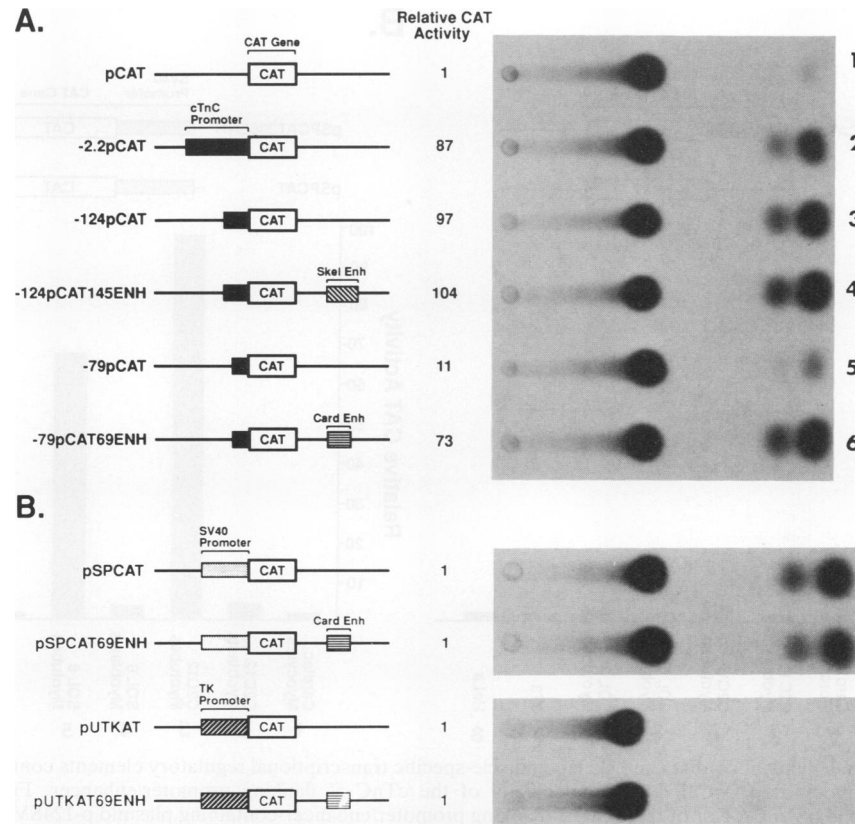 A.
Relative CAT
Activity
CAT Gene
pCAT
CAT
1
1
cTnC
Promoter
-2.2pCAT
CAT
87
2
-124pCAT
CAT
97
3
Skel Enh
-124pCAT145ENH
CAT
104
4
-79pCAT
CAT
11
5
Card Enh
-79pCAT69ENH
CAT
73
6
B.
SV40
Promoter
pSPCAT
CAT
1
Card Enh
pSPCAT69ENH
CAT
1
TK
Promoter
pUTKAT
CAT
1
pUTKAT69ENH
CAT
1